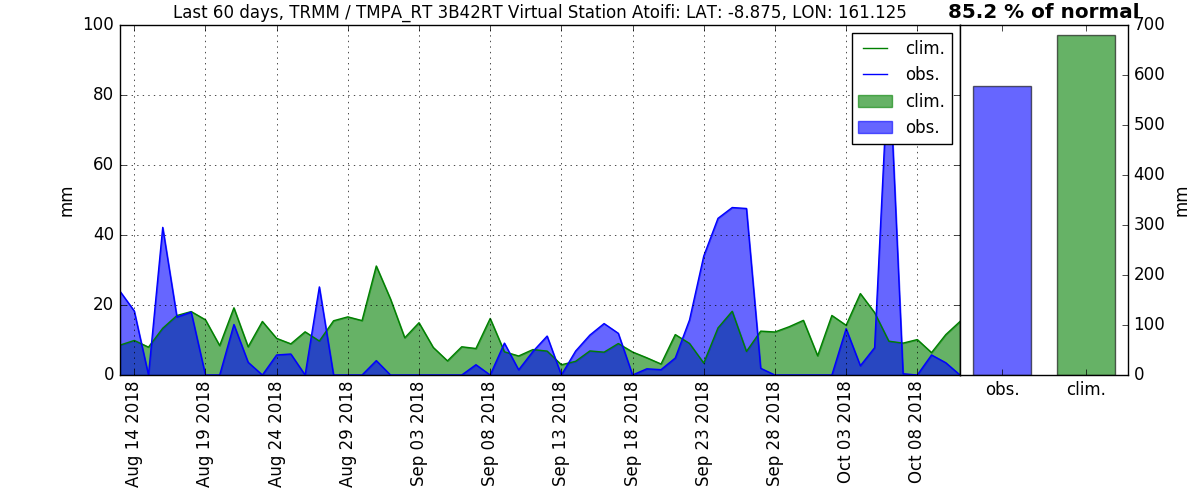 Last 60 days, TRMM / TMPA_RT 3B42RT Virtual Station Atoifi: LAT: -8.875, LON: 161.125
85.2 % of normal
100
80
60
40
20
0
mm
clim.
obs.
clim.
obs.
700
600
500
400
300
200
100
0
mm
Aug 14 2018
Aug 19 2018
Aug 24 2018
Aug 29 2018
Sep 03 2018
Sep 08 2018
Sep 13 2018
Sep 18 2018
Sep 23 2018
Sep 28 2018
Oct 03 2018
Oct 08 2018
obs.
clim.